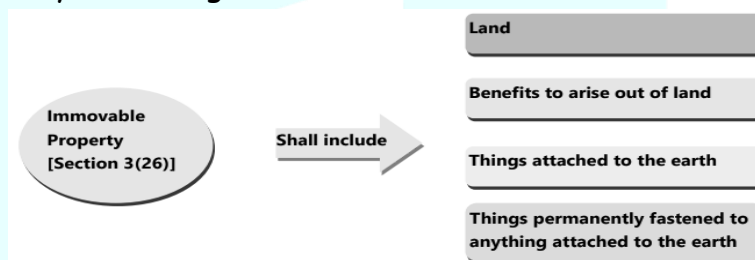 Immovable
Property
[Section 3(26)]
Shall include
Land
Benefits to arise out of land
Things attached to the earth
Things permanently fastened to
anything attached to the earth